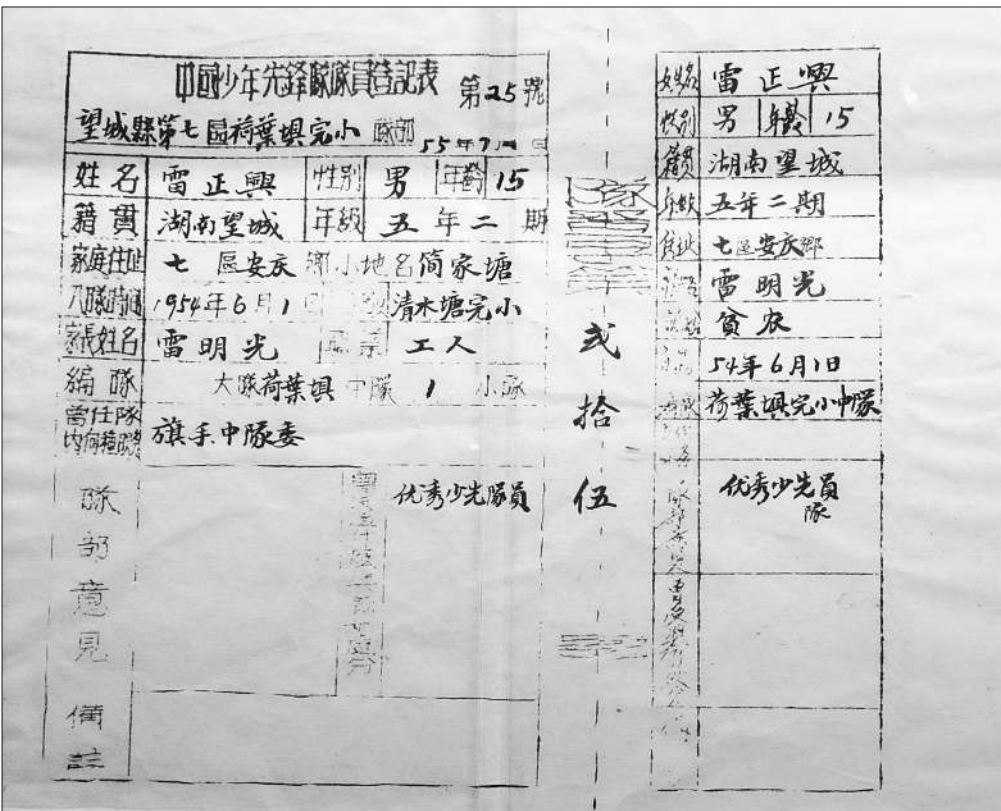 中國少年先鋒隊隊員登記表 第25號
望城縣第七區荷葉壩完小 隊部 55年7月 日
姓名 雷正興 性别 男 年齡 15
籍貫 湖南望城 年級 五年二期
家庭住址 七區安庆鄉小地名简家塘
入隊時間 1954年6月1日 清水塘完小
家長姓名 雷明光 工人
編隊 大隊荷葉壩中隊 1 小隊
曾任隊內何種職務 旗手中隊委
隊部意見
优秀少先隊員
備註
弍拾伍
姓名 雷正興
性别 男 年齡 15
籍貫 湖南望城
年級 五年二期
住址 七區安庆鄉
雷明光
貧农
54年6月1日
荷葉壩完小中隊
优秀少先員
隊